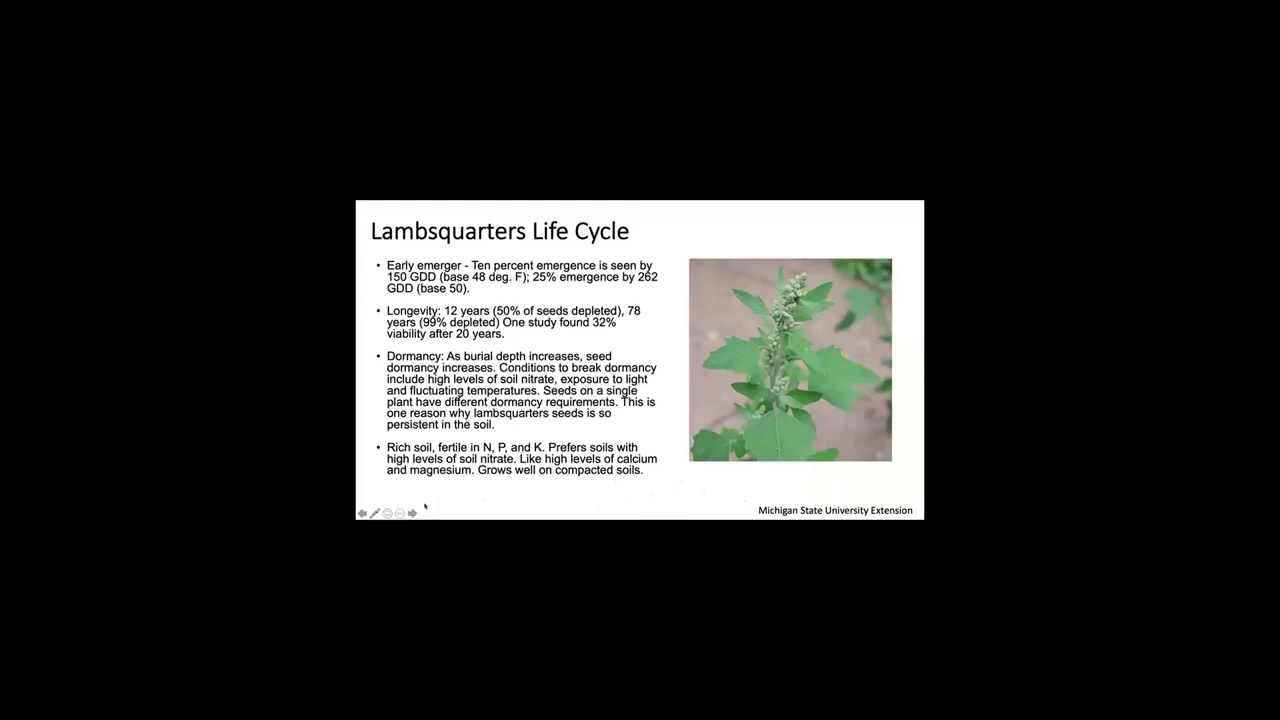 Lambsquarters Life Cycle
• Early emerger - Ten percent emergence is seen by
150 GDD (base 48 deg. F); 25% emergence by 262
GDD (base 50).
• Longevity: 12 years (50% of seeds depleted), 78
years (99% depleted) One study found 32%
viability after 20 years.
• Dormancy: As burial depth increases, seed
dormancy increases. Conditions to break dormancy
include high levels of soil nitrate, exposure to light
and fluctuating temperatures. Seeds on a single
plant have different dormancy requirements. This is
one reason why lambsquarters seeds is so
persistent in the soil.
• Rich soil, fertile in N, P, and K. Prefers soils with
high levels of soil nitrate. Like high levels of calcium
and magnesium. Grows well on compacted soils.
Michigan State University Extension